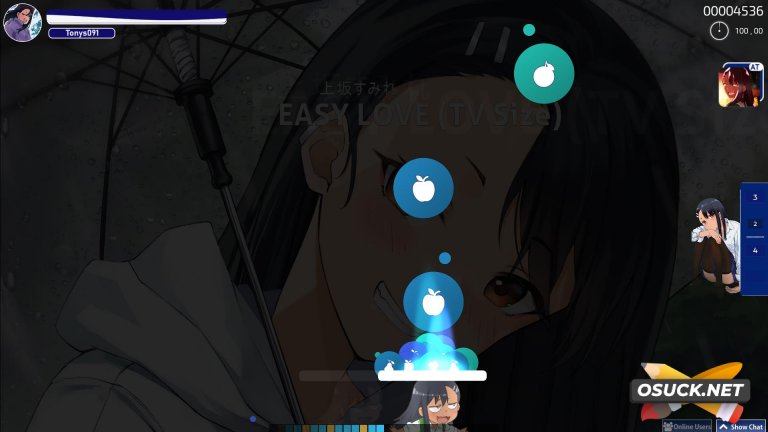 00004536
Tonys091
100,00
AT
上坂すみれ
EASY LOVE (TV Size)
3
2
4
OSUCK.NET
Online Users
Show Chat